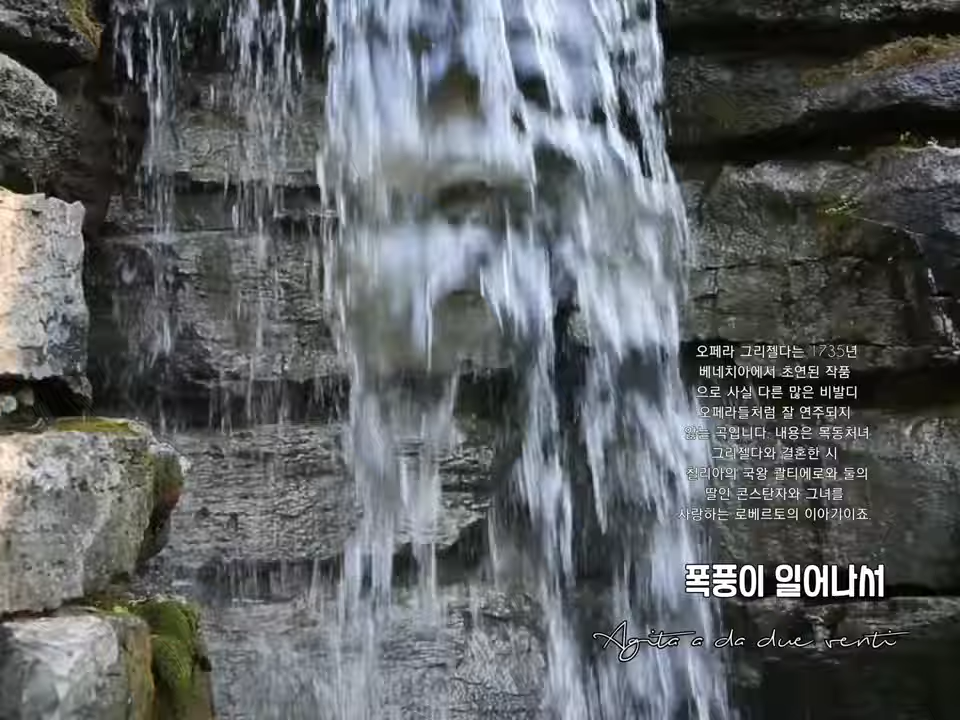 오페라 그리젤다는 1735년
베네치아에서 초연된 작품
으로 사실 다른 많은 비발디
오페라들처럼 잘 연주되지
않는 곡입니다. 내용은 목동처녀
그리젤다와 결혼한 시
칠리아의 국왕 괄티에로와 둘의
딸인 콘스탄자와 그녀를
사랑하는 로베르토의 이야기이죠.
폭풍이 일어나서
Agita a da due venti